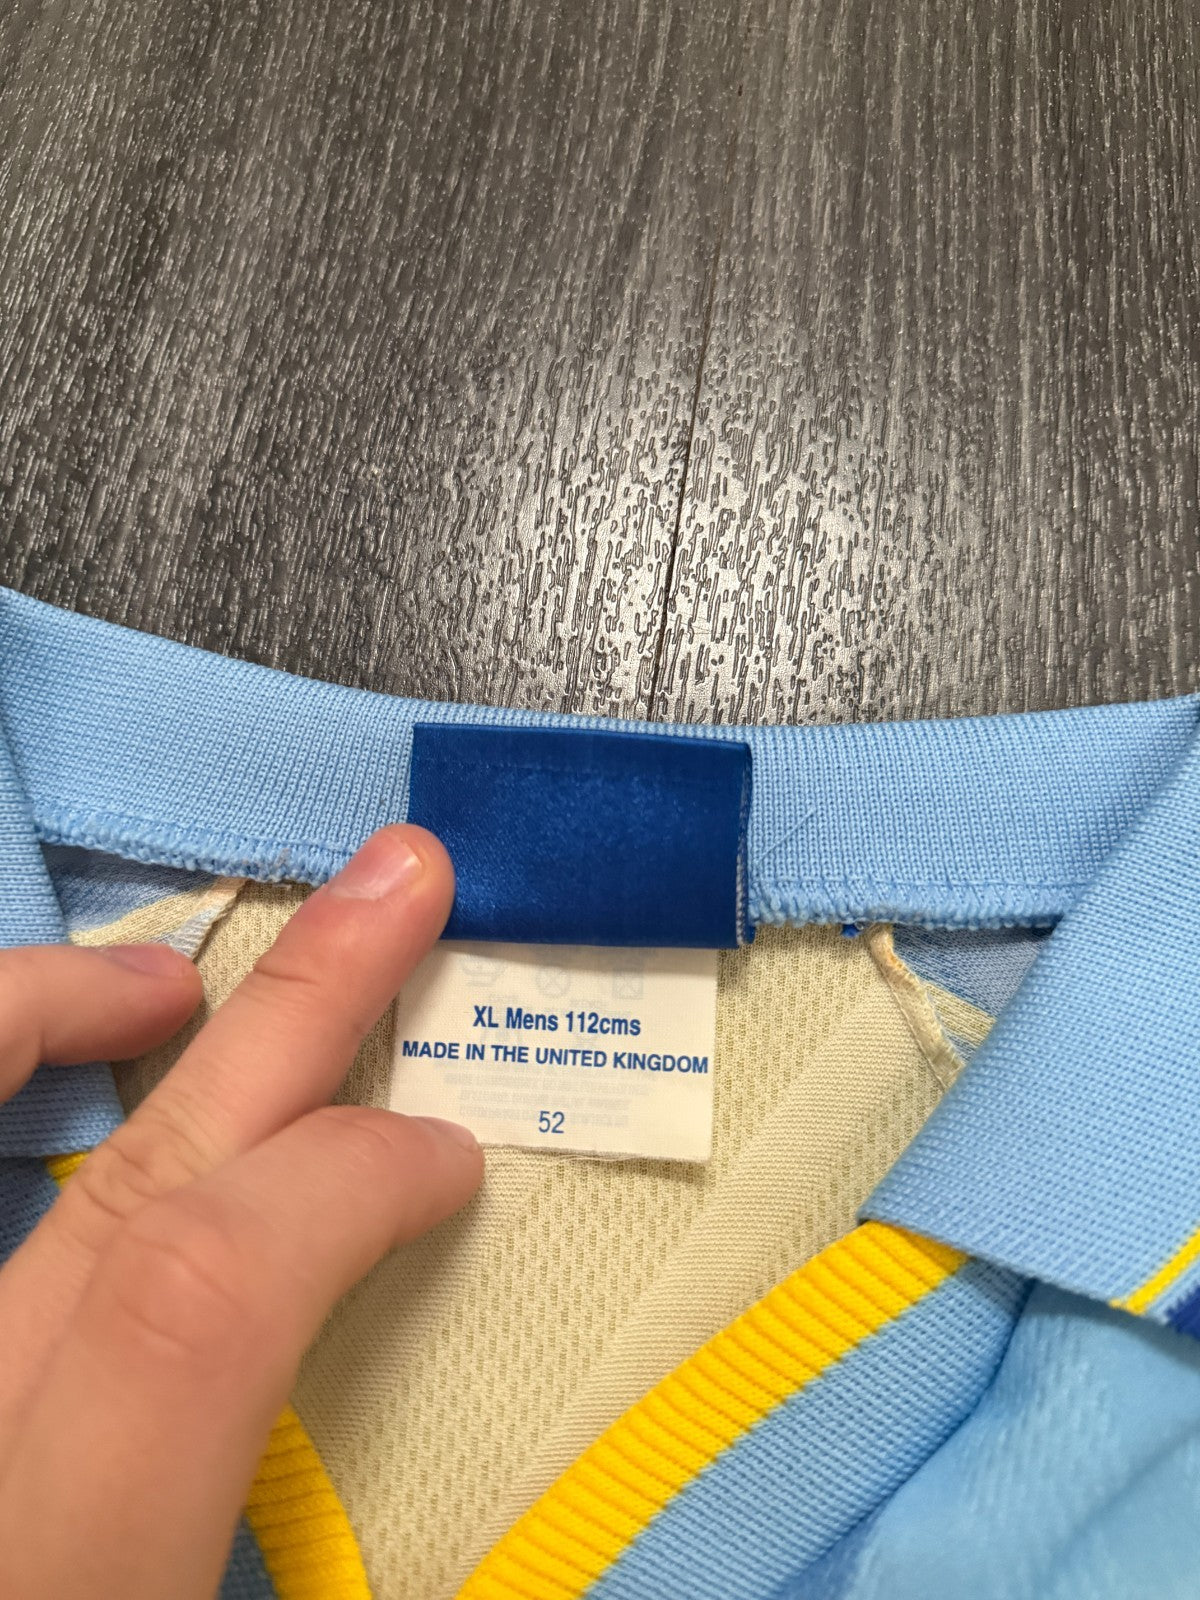 XL Mens 112cms
MADE IN THE UNITED KINGDOM
52